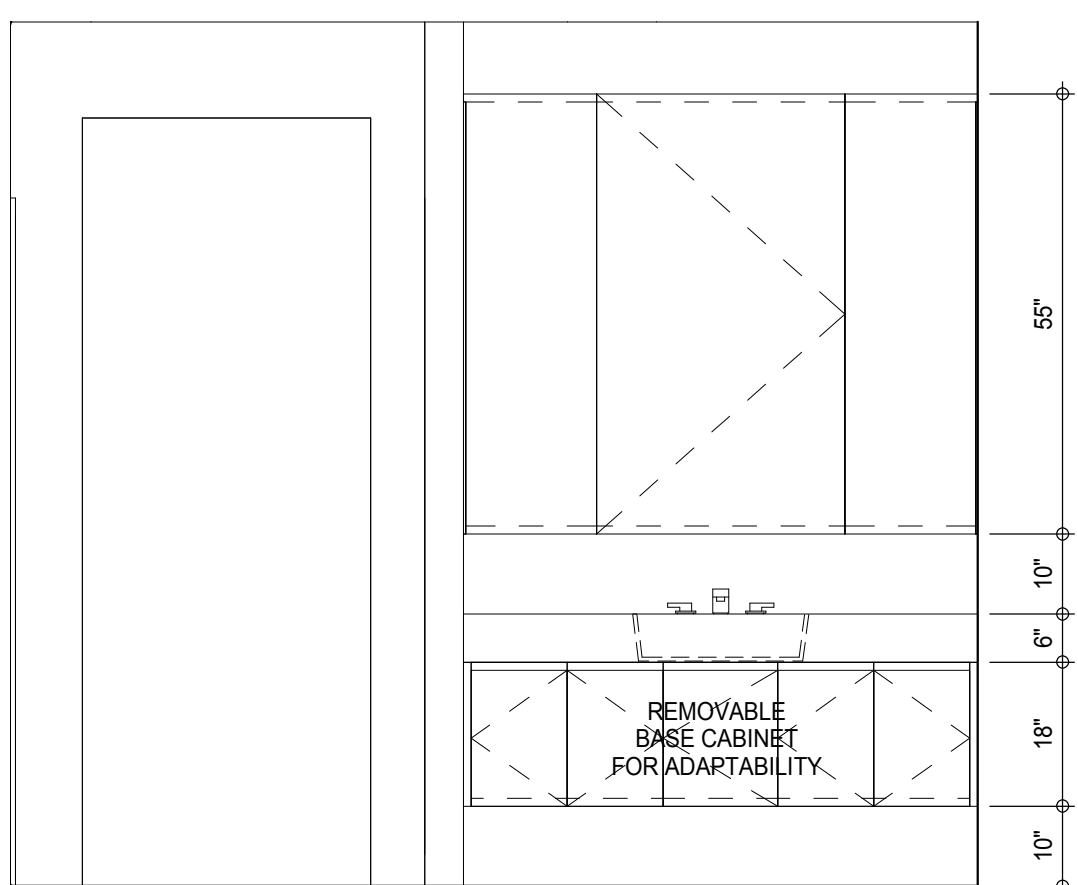 55"
10"
6"
REMOVABLE
BASE CABINET
FOR ADAPTABILITY
18"
10"